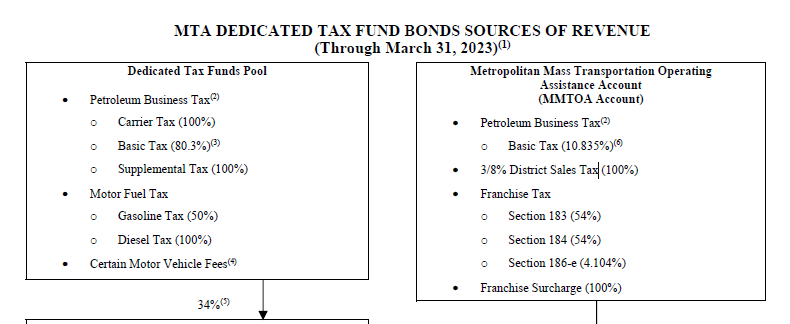 MTA DEDICATED TAX FUND BONDS SOURCES OF REVENUE
(Through March 31, 2023)(1)
Dedicated Tax Funds Pool
• Petroleum Business Tax(2)
o Carrier Tax (100%)
o Basic Tax (80.3%)(3)
o Supplemental Tax (100%)
• Motor Fuel Tax
o Gasoline Tax (50%)
o Diesel Tax (100%)
• Certain Motor Vehicle Fees(4)
34%(5)
Metropolitan Mass Transportation Operating
Assistance Account
(MMTOA Account)
• Petroleum Business Tax(2)
o Basic Tax (10.835%)(6)
• 3/8% District Sales Tax (100%)
• Franchise Tax
o Section 183 (54%)
o Section 184 (54%)
o Section 186-e (4.104%)
• Franchise Surcharge (100%)